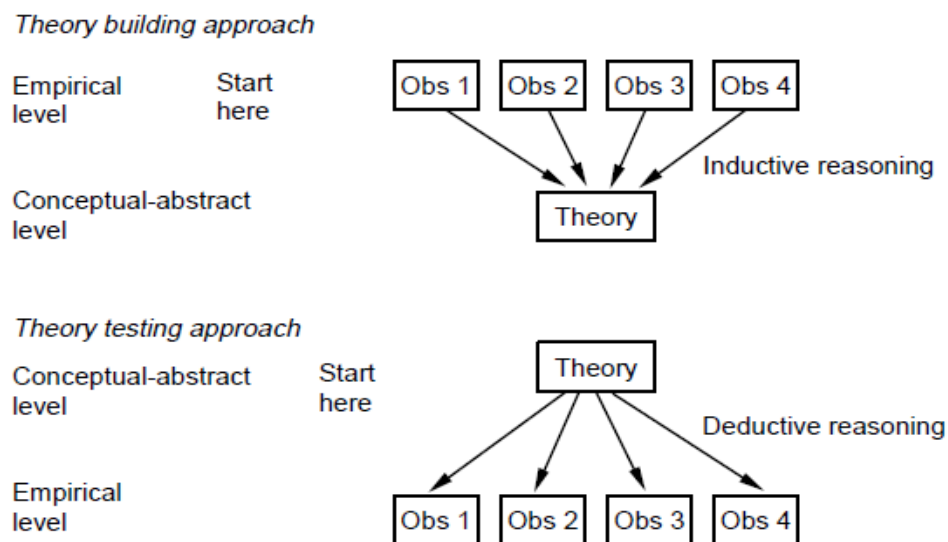 Theory building approach
Empirical level
Start here
Obs 1 Obs 2 Obs 3 Obs 4
Inductive reasoning
Conceptual-abstract level
Theory
Theory testing approach
Conceptual-abstract level
Start here
Theory
Deductive reasoning
Empirical level
Obs 1 Obs 2 Obs 3 Obs 4